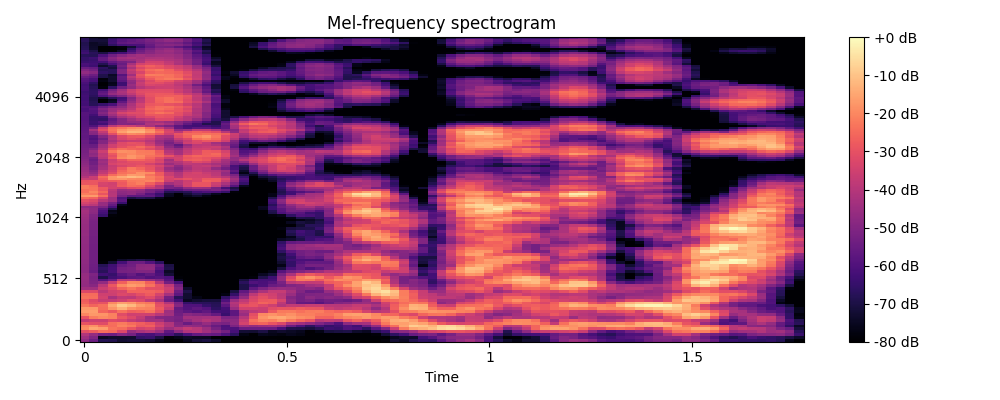 Mel-frequency spectrogram
Hz
4096
2048
1024
512
0
0
0.5
1
1.5
Time
+0 dB
-10 dB
-20 dB
-30 dB
-40 dB
-50 dB
-60 dB
-70 dB
-80 dB